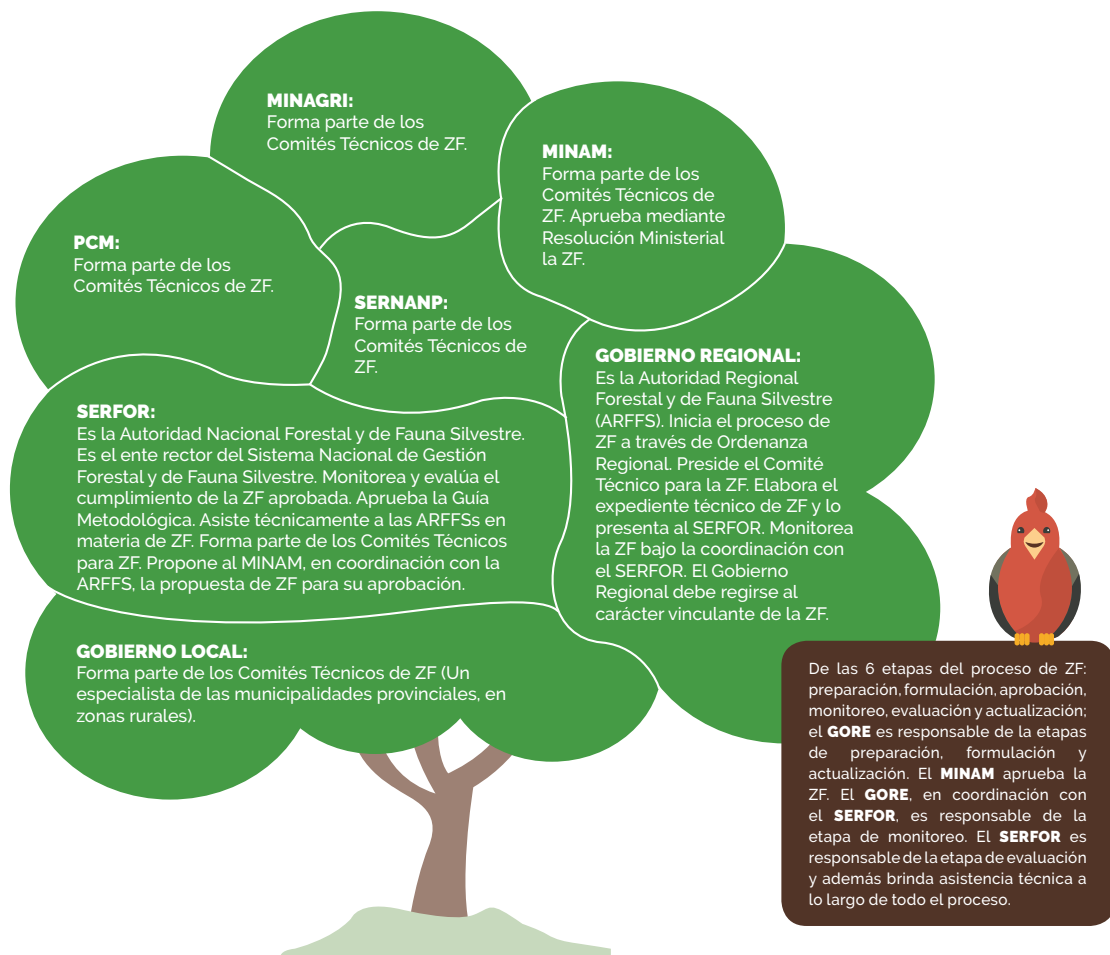 MINAGRI:
Forma parte de los
Comités Técnicos de ZF.
MINAM:
Forma parte de los
Comités Técnicos de
ZF. Aprueba mediante
Resolución Ministerial
la ZF.
PCM:
Forma parte de los
Comités Técnicos de ZF.
SERNANP:
Forma parte de los
Comités Técnicos de
ZF.
GOBIERNO REGIONAL:
Es la Autoridad Regional
Forestal y de Fauna Silvestre
(ARFFS). Inicia el proceso de
ZF a través de Ordenanza
Regional. Preside el Comité
Técnico para la ZF. Elabora el
expediente técnico de ZF y lo
presenta al SERFOR. Monitorea
la ZF bajo la coordinación con
el SERFOR. El Gobierno
Regional debe regirse al
carácter vinculante de la ZF.
SERFOR:
Es la Autoridad Nacional Forestal y de Fauna Silvestre.
Es el ente rector del Sistema Nacional de Gestión
Forestal y de Fauna Silvestre. Monitorea y evalúa el
cumplimiento de la ZF aprobada. Aprueba la Guía
Metodológica. Asiste técnicamente a las ARFFSs en
materia de ZF. Forma parte de los Comités Técnicos
para ZF. Propone al MINAM, en coordinación con la
ARFFS, la propuesta de ZF para su aprobación.
GOBIERNO LOCAL:
Forma parte de los Comités Técnicos de ZF (Un
especialista de las municipalidades provinciales, en
zonas rurales).
De las 6 etapas del proceso de ZF:
preparación, formulación, aprobación,
monitoreo, evaluación y actualización;
el GORE es responsable de la etapas
de preparación, formulación y
actualización. El MINAM aprueba la
ZF. El GORE, en coordinación con
el SERFOR, es responsable de la
etapa de monitoreo. El SERFOR es
responsable de la etapa de evaluación
y además brinda asistencia técnica a
lo largo de todo el proceso.